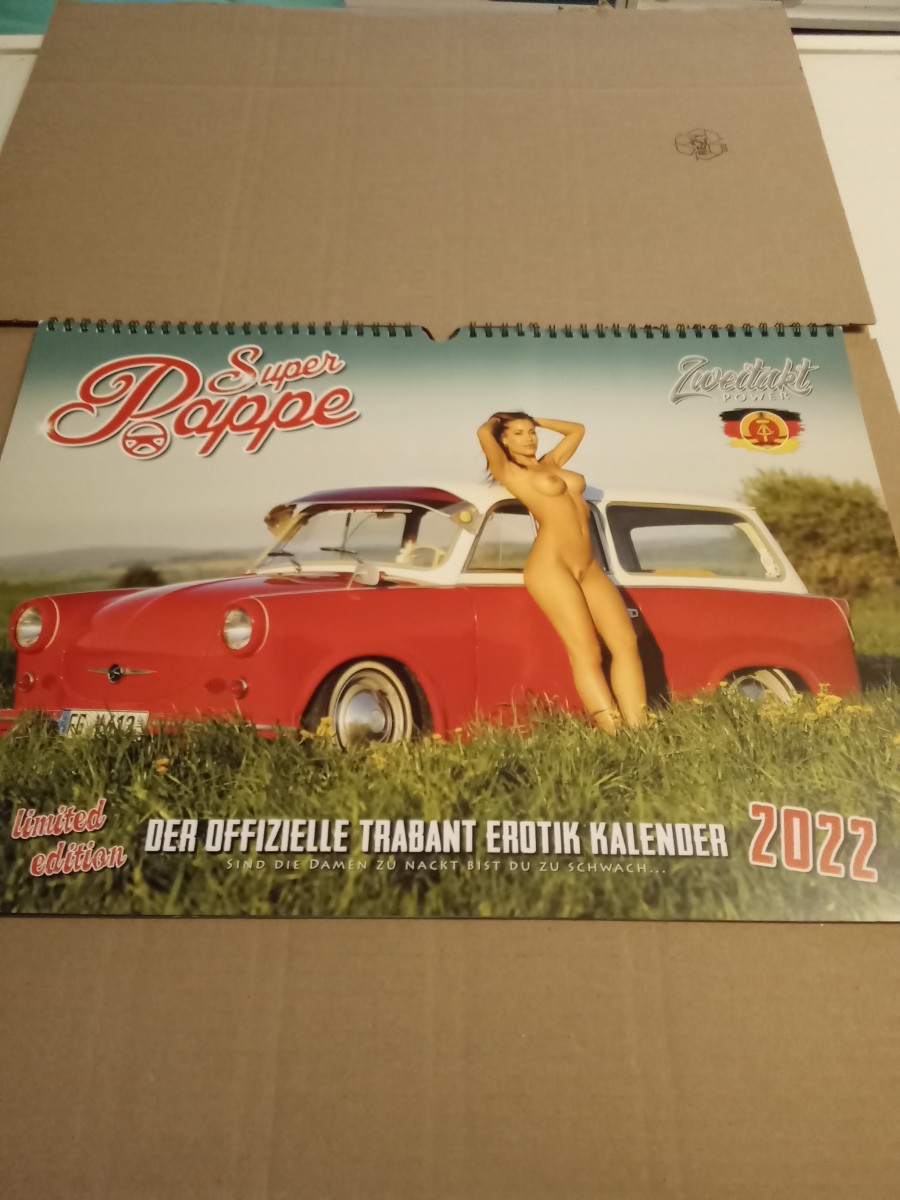 Super
Pappe
Zweitakt
POWER
limited
edition
DER OFFIZIELLE TRABANT EROTIK KALENDER
SIND DIE DAMEN ZU NACKT BIST DU ZU SCHWACH...
2022